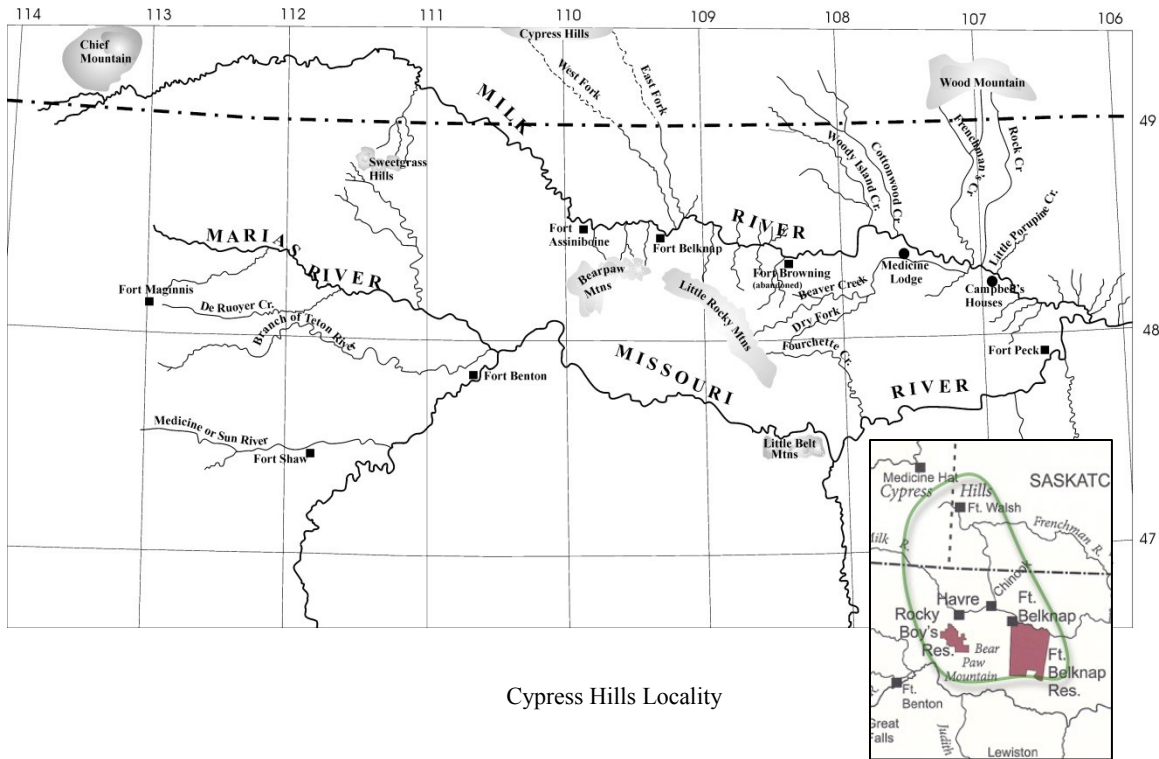 114
113
112
111
110
109
108
107
106
Chief
Mountain
Cypress Hills
West Fork
East Fork
Wood Mountain
MILK
49
Frenchman's Cr
Rock Cr
Woody Island Cr.
Cottonwood Cr
Sweetgrass
Hills
RIVER
Little Porupine Cr.
Fort
Assiniboine
Fort Belknap
MARIAS
RIVER
Bearpaw
Mtns
Fort Browning
(abandoned)
Medicine
Lodge
Little Rocky Mtns
Beaver Creek
Campbell's
Houses
Fort Maginnis
De Ruoyer Cr.
Dry Fork
Branch of Teton River
Fourchette Cr.
48
Fort Peck
MISSOURI
RIVER
Fort Benton
Medicine or Sun River
Fort Shaw
Little Belt
Mtns
47
Medicine Hat
SASKATC
Cypress
Hills
Ft. Walsh
Frenchman R.
Milk R.
Chinook
Havre
Ft.
Belknap
Rocky
Boy's
Res.
Bear
Paw
Mountain
Ft.
Belknap
Res.
Ft.
Benton
Great
Falls
Judith
Lewiston
Cypress Hills Locality